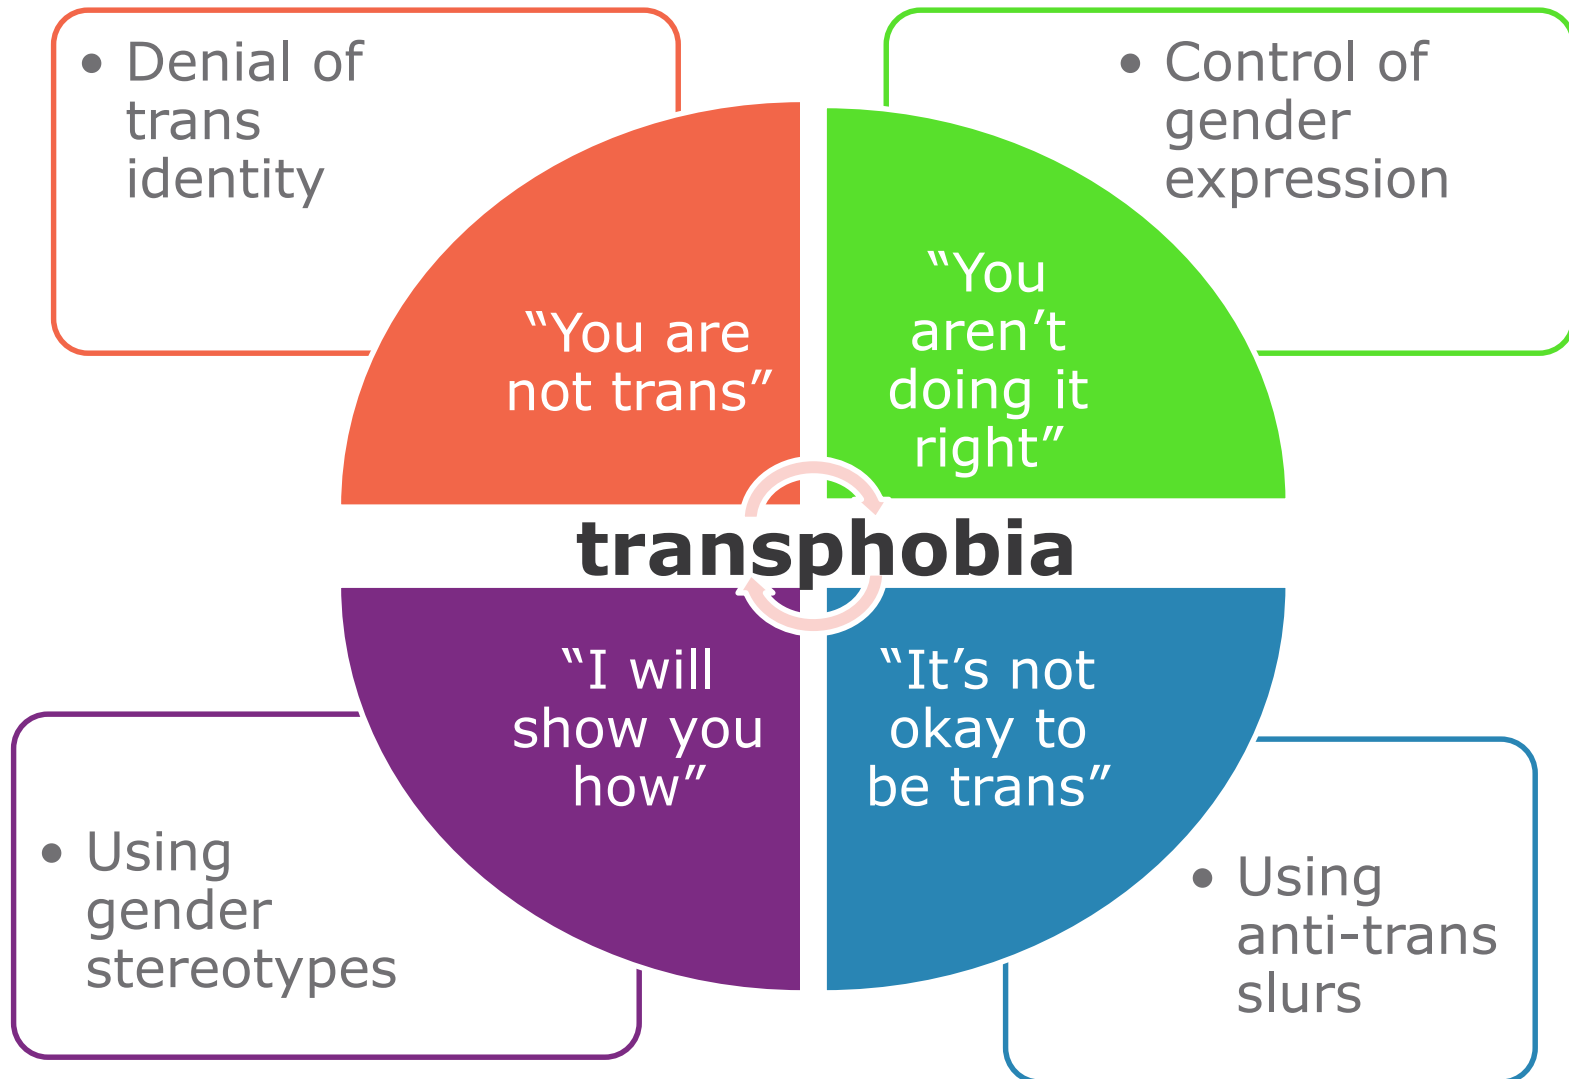 • Denial of
trans
identity
• Control of
gender
expression
“You are
not trans”
“You
aren’t
doing it
right”
transphobia
“I will
show you
how”
“It’s not
okay to
be trans”
• Using
gender
stereotypes
• Using
anti-trans
slurs